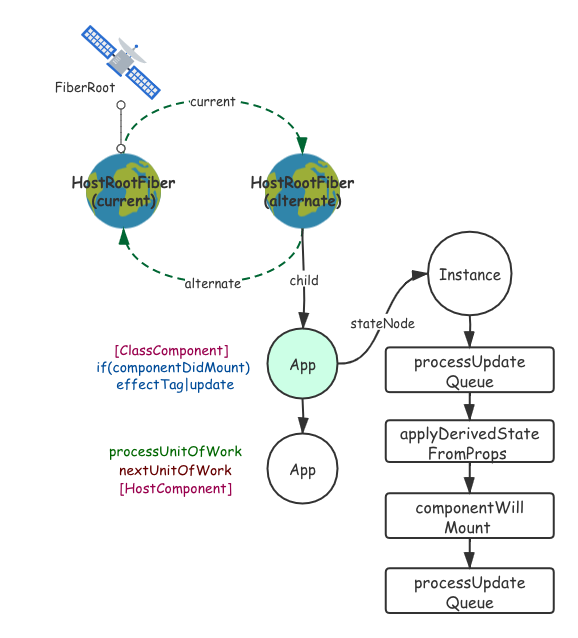 FiberRoot
current
HostRootFiber
(current)
HostRootFiber
(alternate)
alternate
child
Instance
stateNode
[ClassComponent]
if(componentDidMount)
effectTag|update
App
processUpdate
Queue
applyDerivedState
FromProps
processUnitOfWork
nextUnitOfWork
[HostComponent]
App
componentWill
Mount
processUpdate
Queue